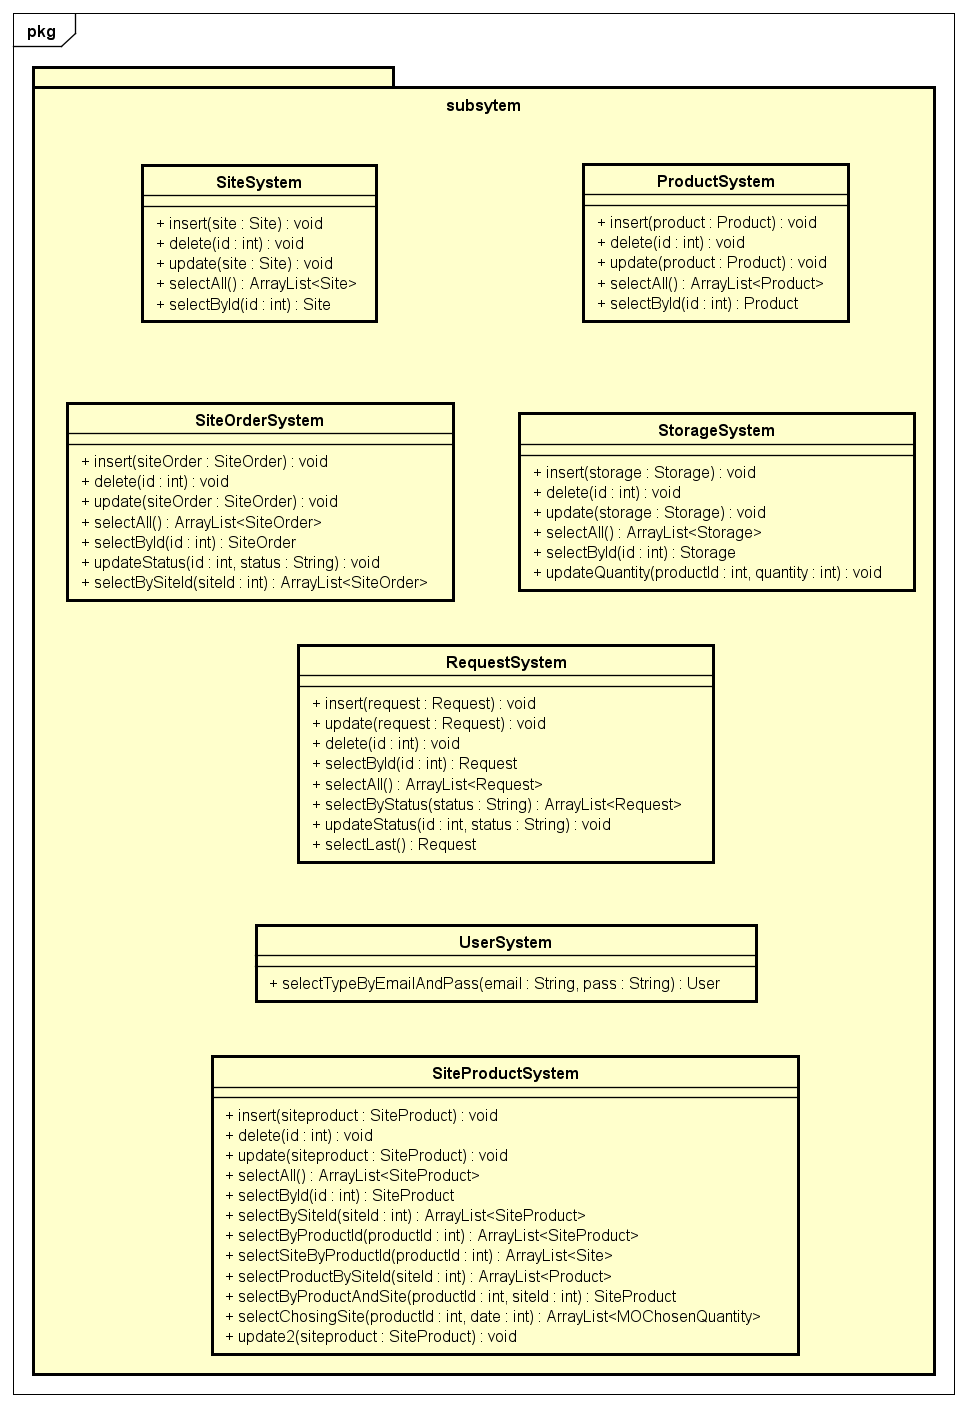 pkg
subsytem
SiteSystem
+ insert(site : Site) : void
+ delete(id : int) : void
+ update(site : Site) : void
+ selectAll() : ArrayList<Site>
+ selectById(id : int) : Site
ProductSystem
+ insert(product : Product) : void
+ delete(id : int) : void
+ update(product : Product) : void
+ selectAll() : ArrayList<Product>
+ selectById(id : int) : Product
SiteOrderSystem
+ insert(siteOrder : SiteOrder) : void
+ delete(id : int) : void
+ update(siteOrder : SiteOrder) : void
+ selectAll() : ArrayList<SiteOrder>
+ selectById(id : int) : SiteOrder
+ updateStatus(id : int, status : String) : void
+ selectBySiteId(siteId : int) : ArrayList<SiteOrder>
StorageSystem
+ insert(storage : Storage) : void
+ delete(id : int) : void
+ update(storage : Storage) : void
+ selectAll() : ArrayList<Storage>
+ selectById(id : int) : Storage
+ updateQuantity(productId : int, quantity : int) : void
RequestSystem
+ insert(request : Request) : void
+ update(request : Request) : void
+ delete(id : int) : void
+ selectById(id : int) : Request
+ selectAll() : ArrayList<Request>
+ selectByStatus(status : String) : ArrayList<Request>
+ updateStatus(id : int, status : String) : void
+ selectLast() : Request
UserSystem
+ selectTypeByEmailAndPass(email : String, pass : String) : User
SiteProductSystem
+ insert(siteproduct : SiteProduct) : void
+ delete(id : int) : void
+ update(siteproduct : SiteProduct) : void
+ selectAll() : ArrayList<SiteProduct>
+ selectById(id : int) : SiteProduct
+ selectBySiteId(siteId : int) : ArrayList<SiteProduct>
+ selectByProductId(productId : int) : ArrayList<SiteProduct>
+ selectSiteByProductId(productId : int) : ArrayList<Site>
+ selectProductBySiteId(siteId : int) : ArrayList<Product>
+ selectByProductAndSite(productId : int, siteId : int) : SiteProduct
+ selectChosingSite(productId : int, date : int) : ArrayList<MOChosenQuantity>
+ update2(siteproduct : SiteProduct) : void